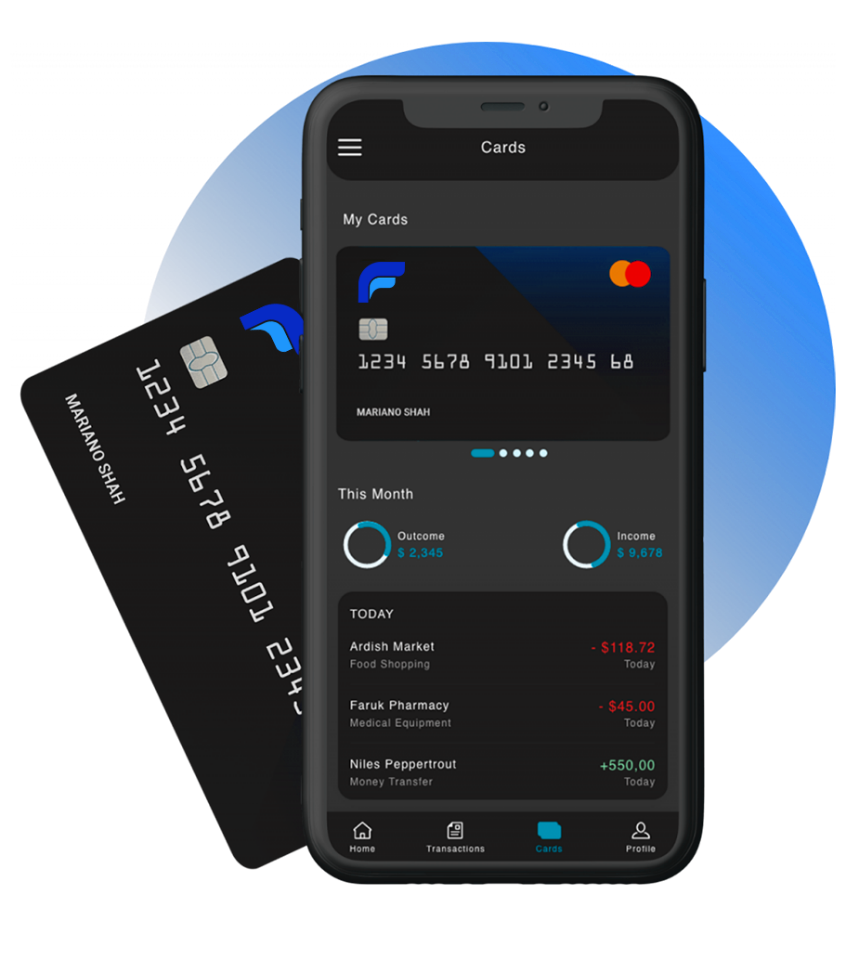 Cards
My Cards
1234 5678 9101 2345 68
MARIANO SHAH
This Month
Outcome
$ 2,345
Income
$ 9,678
TODAY
Ardish Market - $118.72
Food Shopping Today
Faruk Pharmacy - $45.00
Medical Equipment Today
Niles Peppertrout +550,00
Money Transfer Today
Home Transactions Cards Profile
1234 5678 9101 2345
MARIANO SHAH